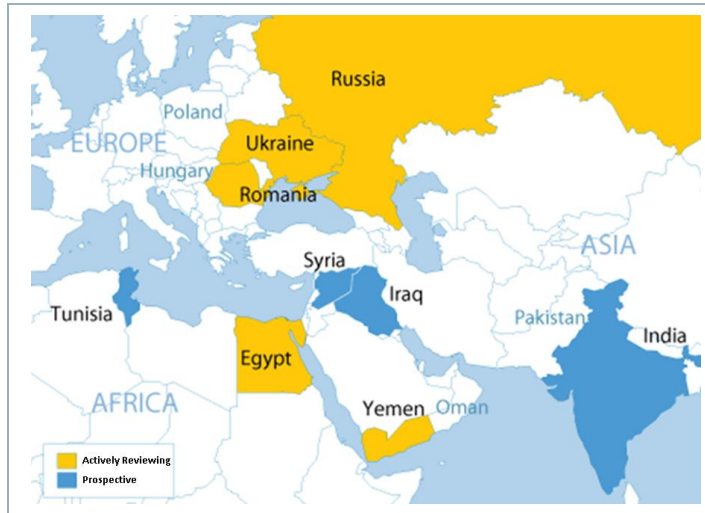 Russia
Poland
Ukraine
EUROPE
Hungary
Romania
ASIA
Syria
Iraq
Tunisia
Pakistan
India
Egypt
AFRICA
Yemen
Oman
Actively Reviewing
Prospective